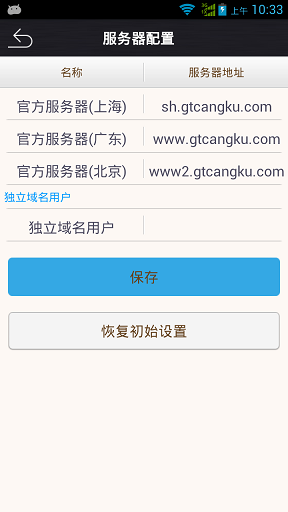 上午 10:33
服务器配置
名称 服务器地址
官方服务器(上海) sh.gtcangku.com
官方服务器(广东) www.gtcangku.com
官方服务器(北京) www2.gtcangku.com
独立域名用户
独立域名用户
保存
恢复初始设置